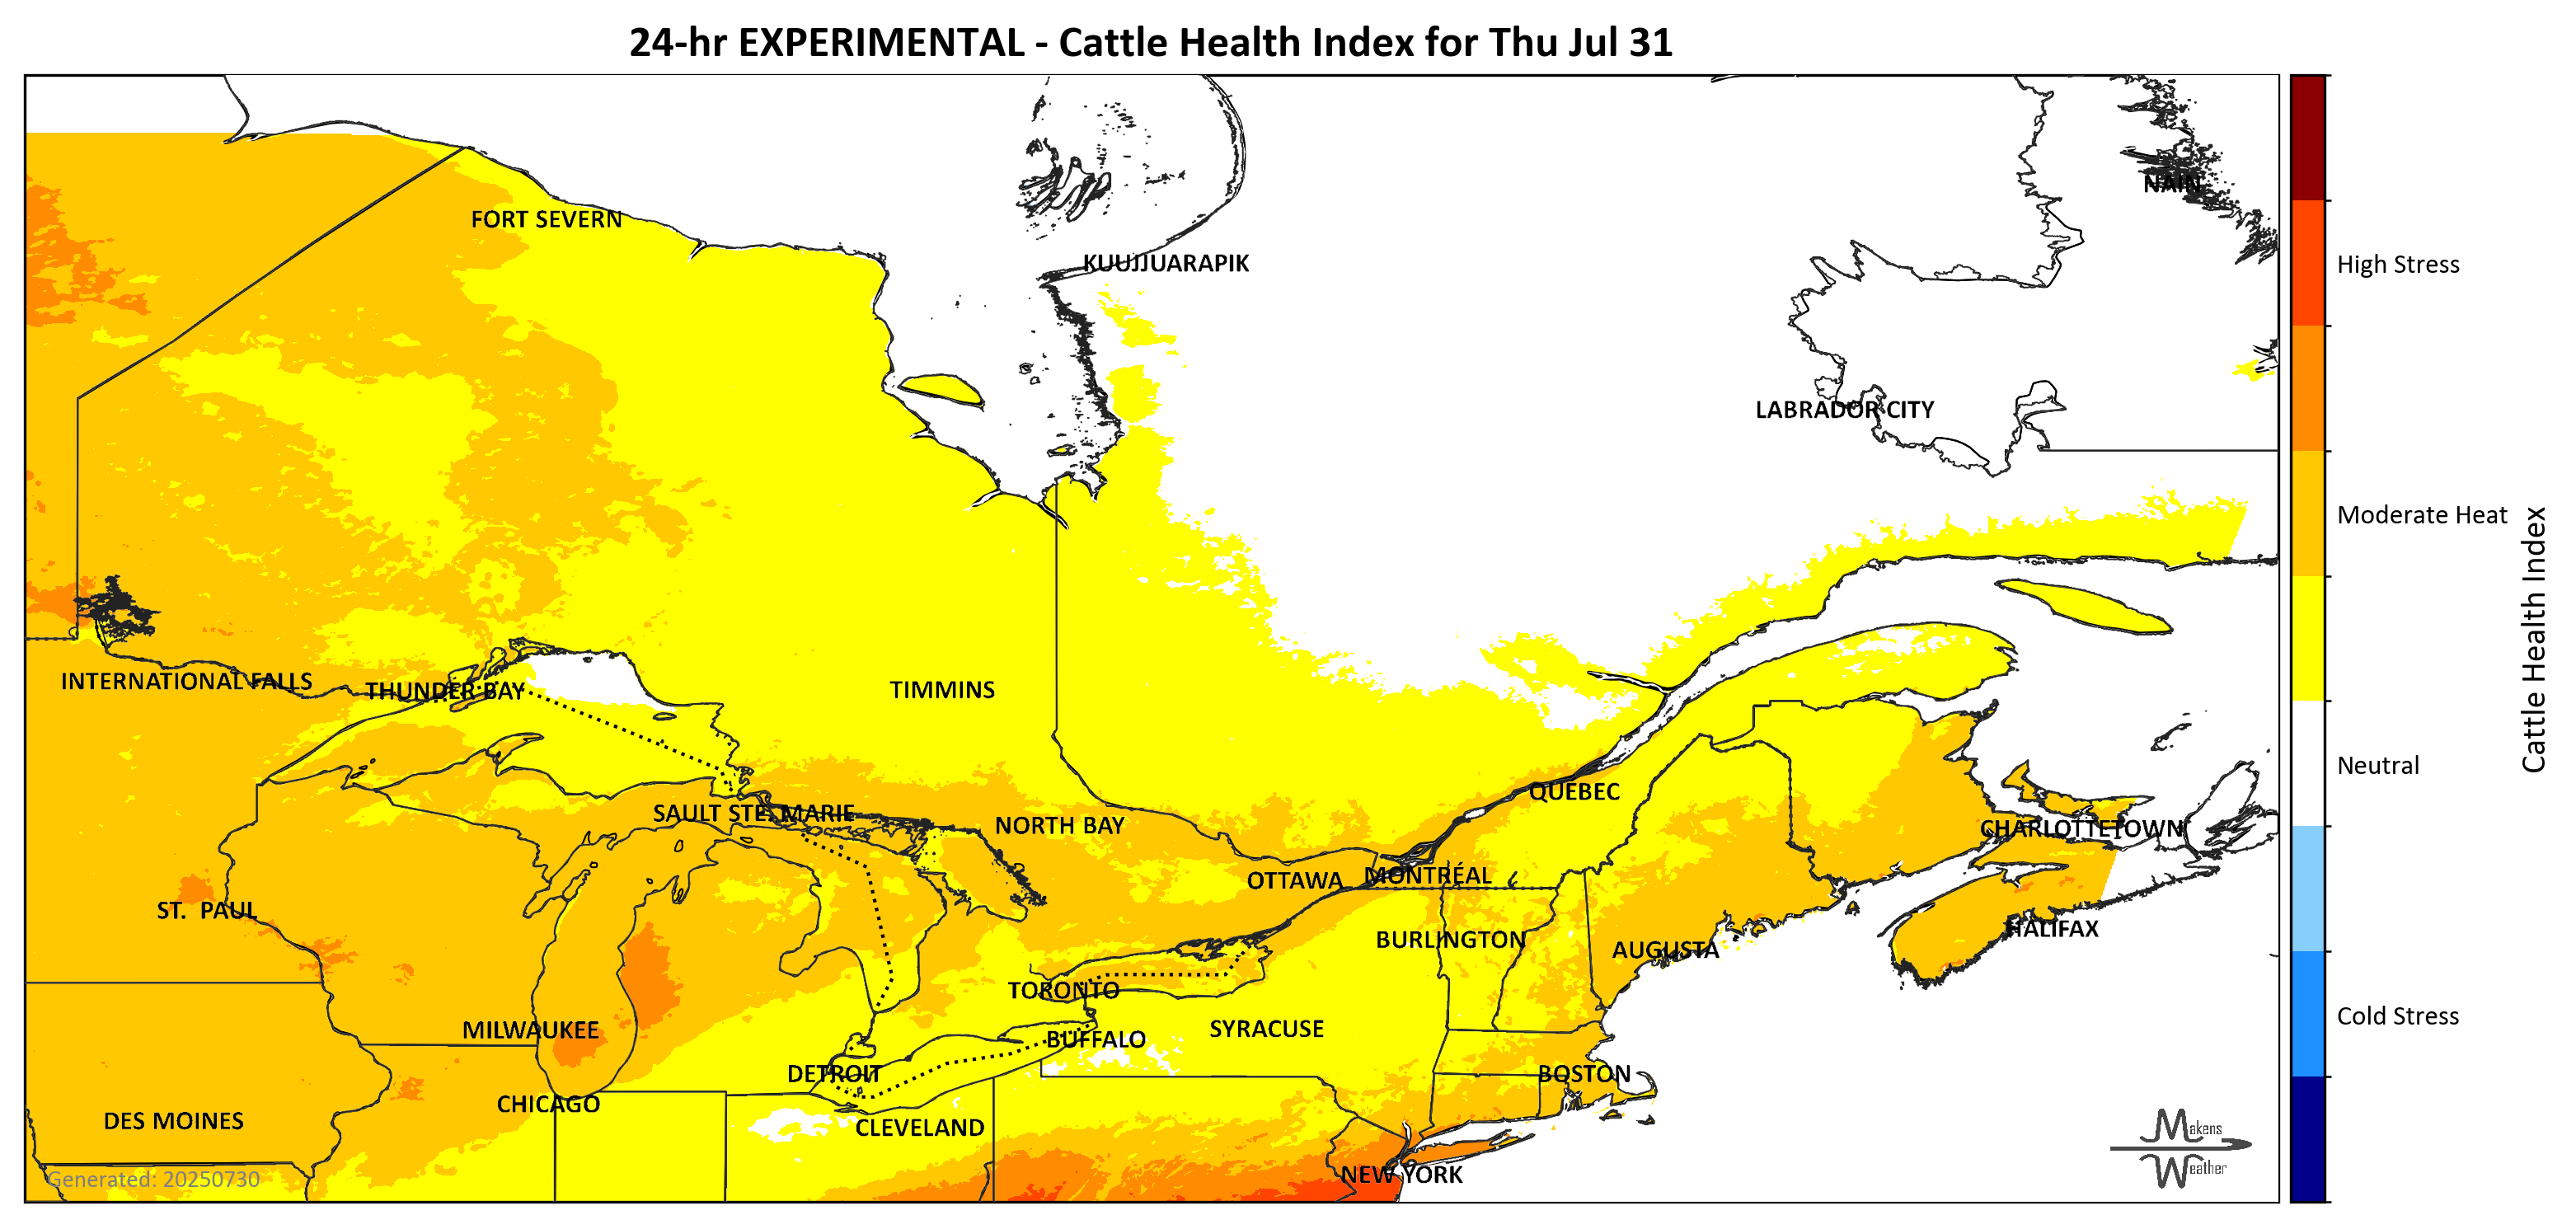 24-hr EXPERIMENTAL - Cattle Health Index for Thu Jul 31
NAIN
FORT SEVERN
KUUJJUARAPIK
High Stress
LABRADOR CITY
Moderate Heat
Cattle Health Index
INTERNATIONAL FALLS
THUNDER BAY
TIMMINS
Neutral
QUEBEC
SAULT STE. MARIE
NORTH BAY
CHARLOTTETOWN
OTTAWA
MONTRÉAL
ST. PAUL
HALIFAX
BURLINGTON
AUGUSTA
TORONTO
Cold Stress
MILWAUKEE
SYRACUSE
BUFFALO
DETROIT
BOSTON
CHICAGO
DES MOINES
CLEVELAND
Makens
Weather
NEW YORK
Generated: 20250730